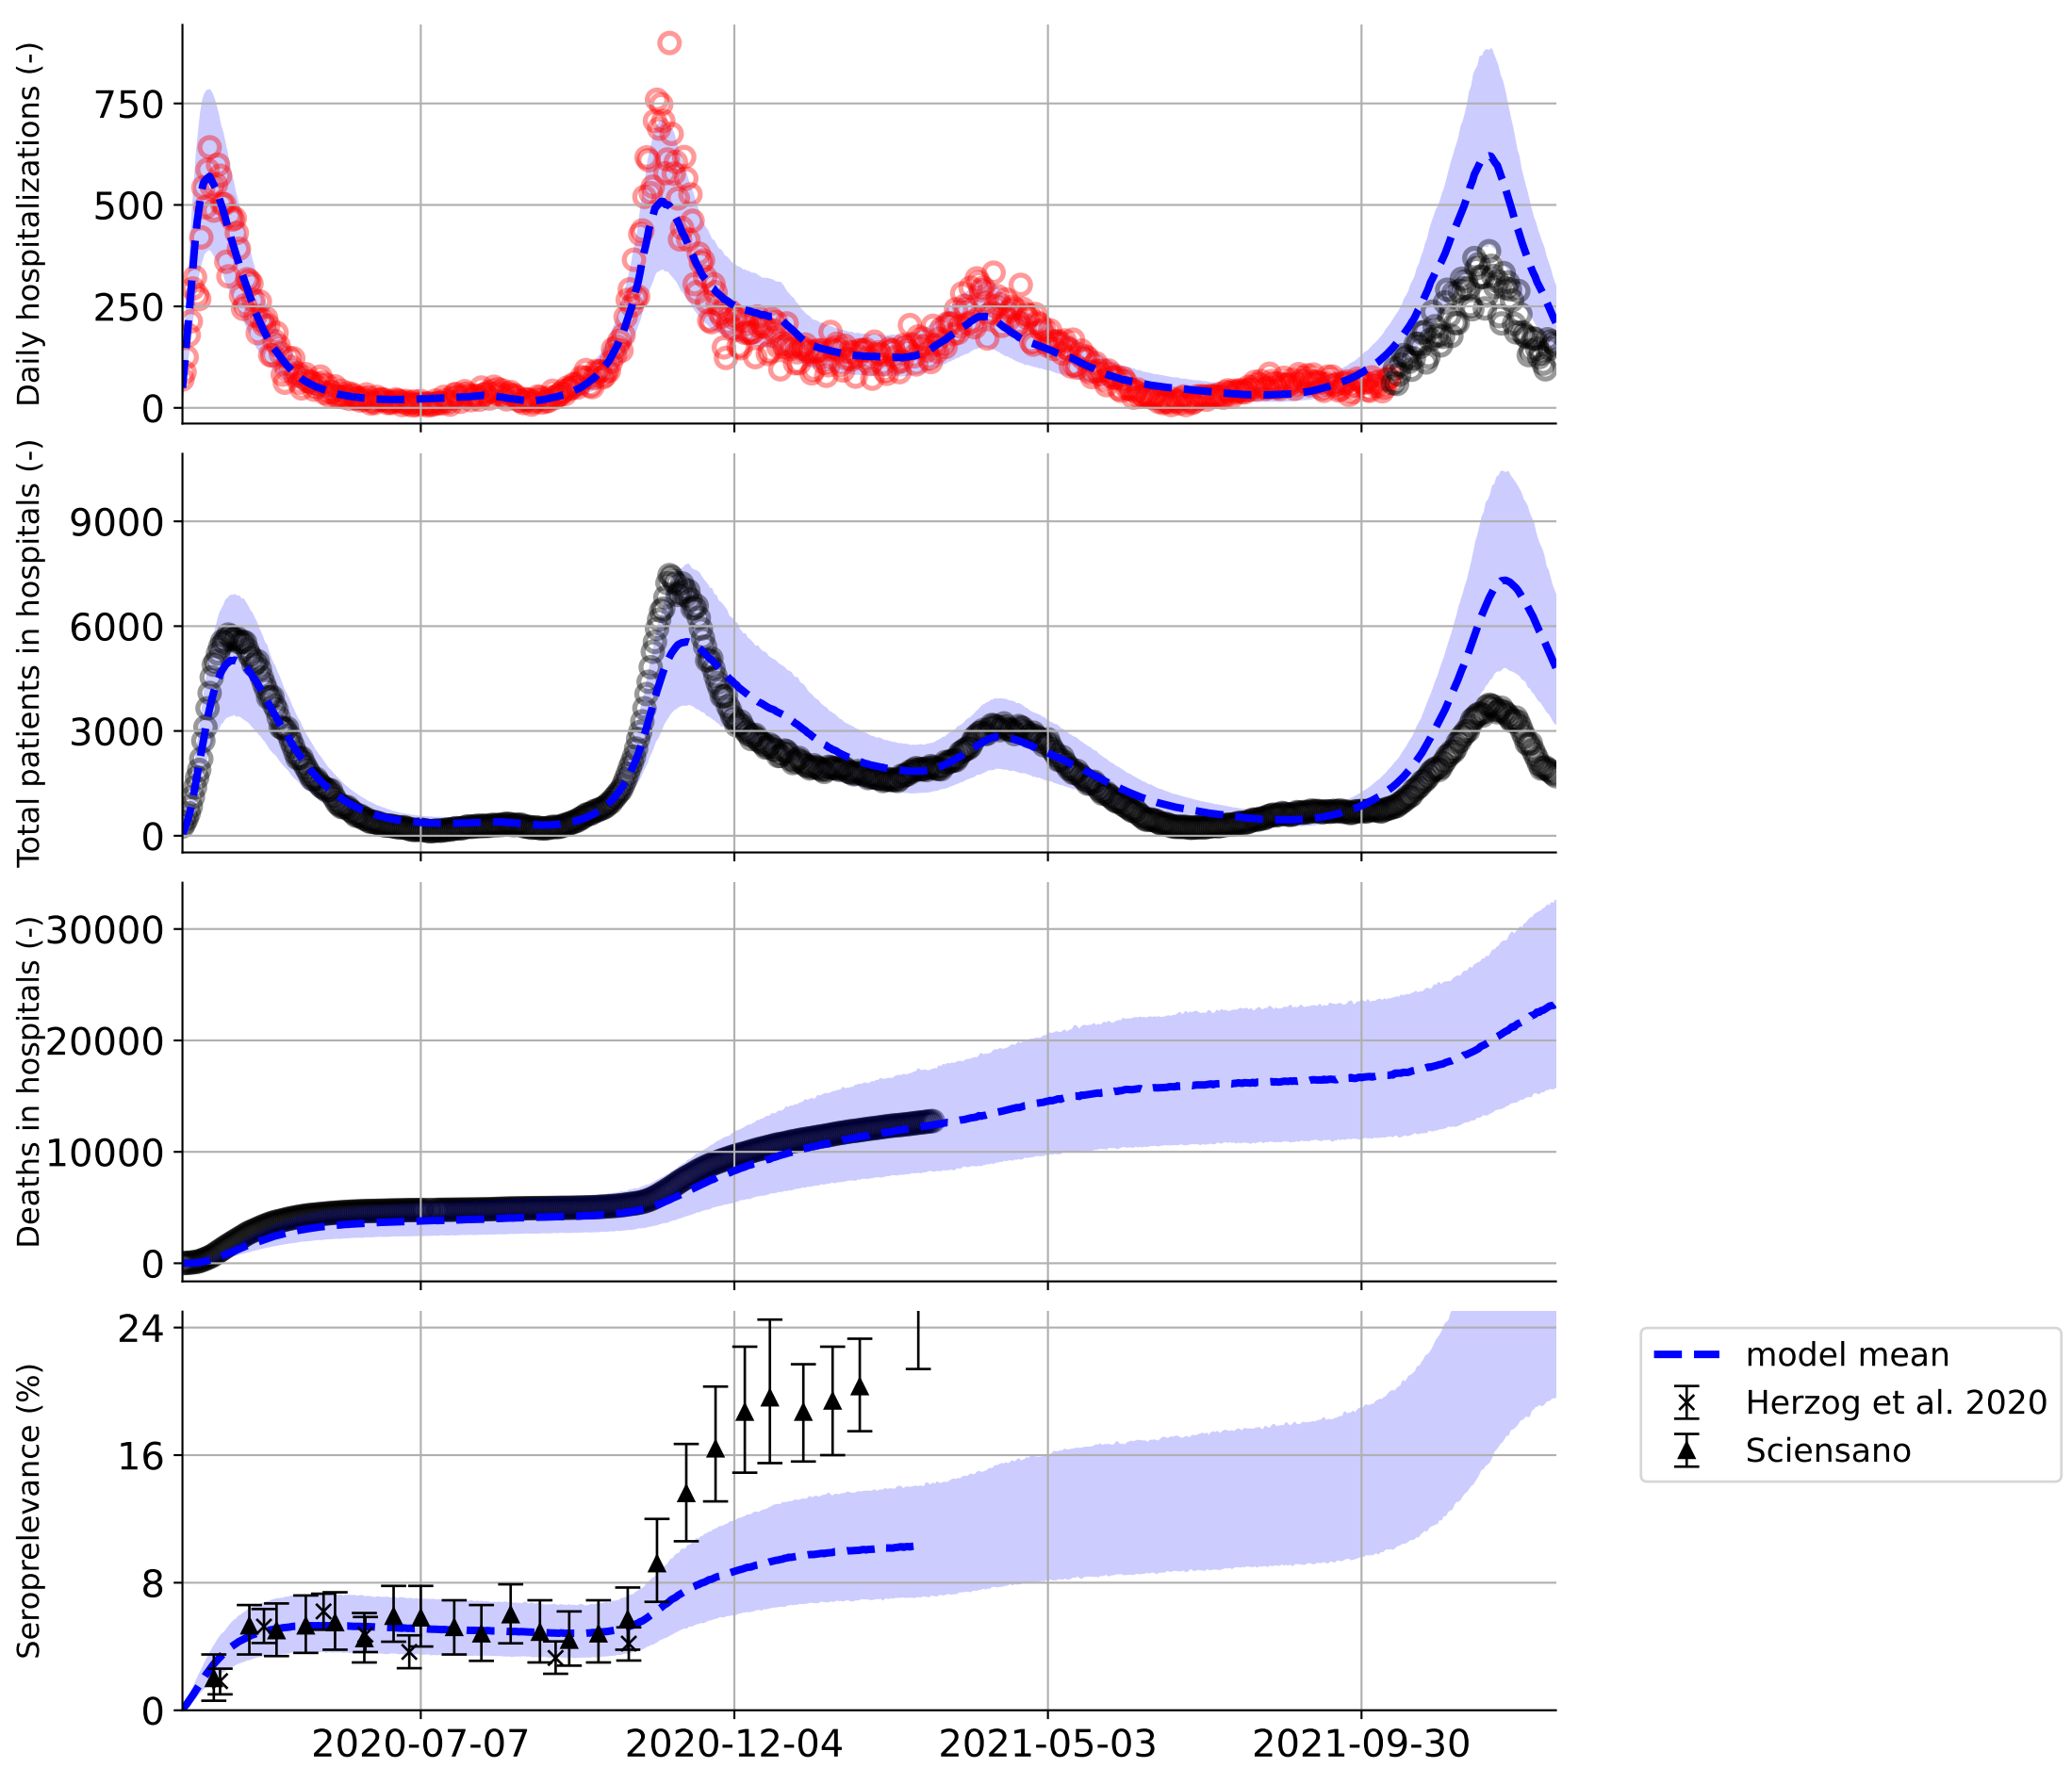 Daily hospitalizations (-)
750
500
250
0
Total patients in hospitals (-)
9000
6000
3000
0
Deaths in hospitals (-)
30000
20000
10000
0
Seroprelevance (%)
24
16
8
0
2020-07-07 2020-12-04 2021-05-03 2021-09-30
model mean
Herzog et al. 2020
Sciensano